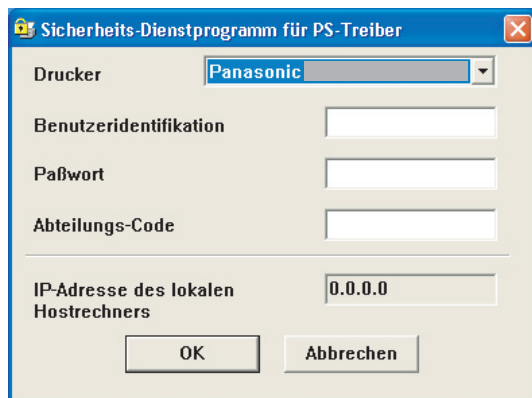 Sicherheits-Dienstprogramm für PS-Treiber
Drucker Panasonic
Benutzeridentifikation
Paßwort
Abteilungs-Code
IP-Adresse des lokalen 0.0.0.0
Hostrechners
OK Abbrechen